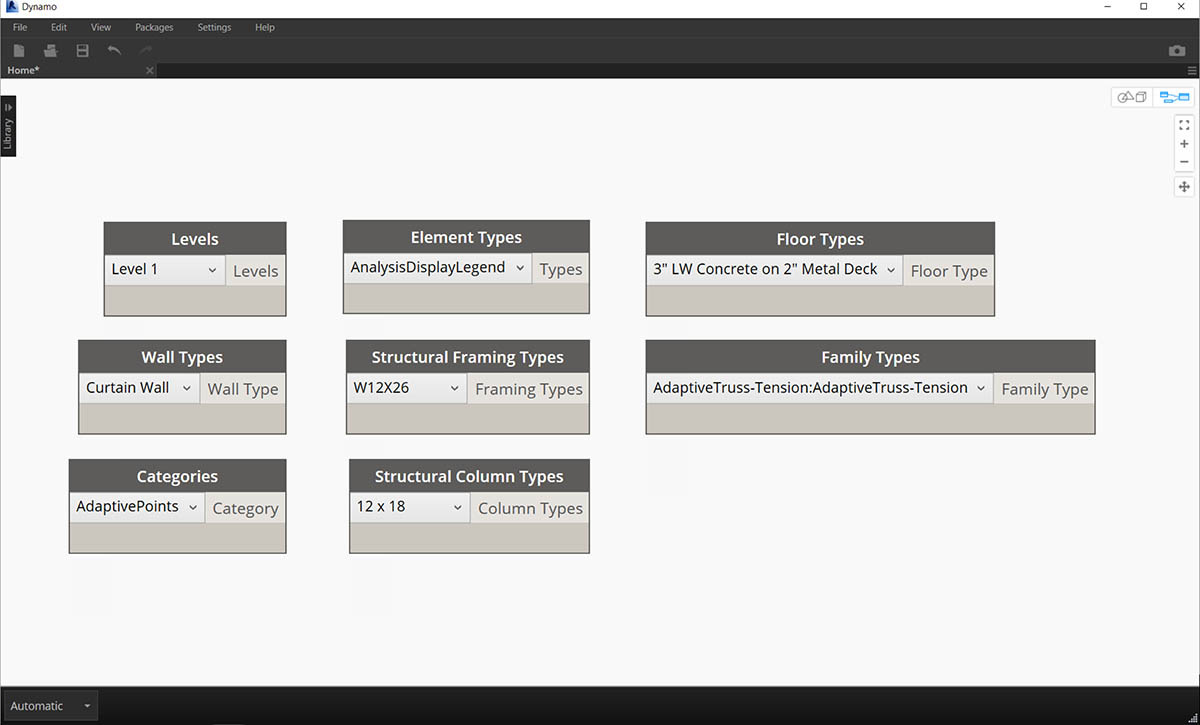 Dynamo
File Edit View Packages Settings Help
Home*
Library
Levels
Level 1 Levels
Element Types
AnalysisDisplayLegend Types
Floor Types
3" LW Concrete on 2" Metal Deck Floor Type
Wall Types
Curtain Wall Wall Type
Structural Framing Types
W12X26 Framing Types
Family Types
AdaptiveTruss-Tension:AdaptiveTruss-Tension Family Type
Categories
AdaptivePoints Category
Structural Column Types
12 x 18 Column Types
Automatic